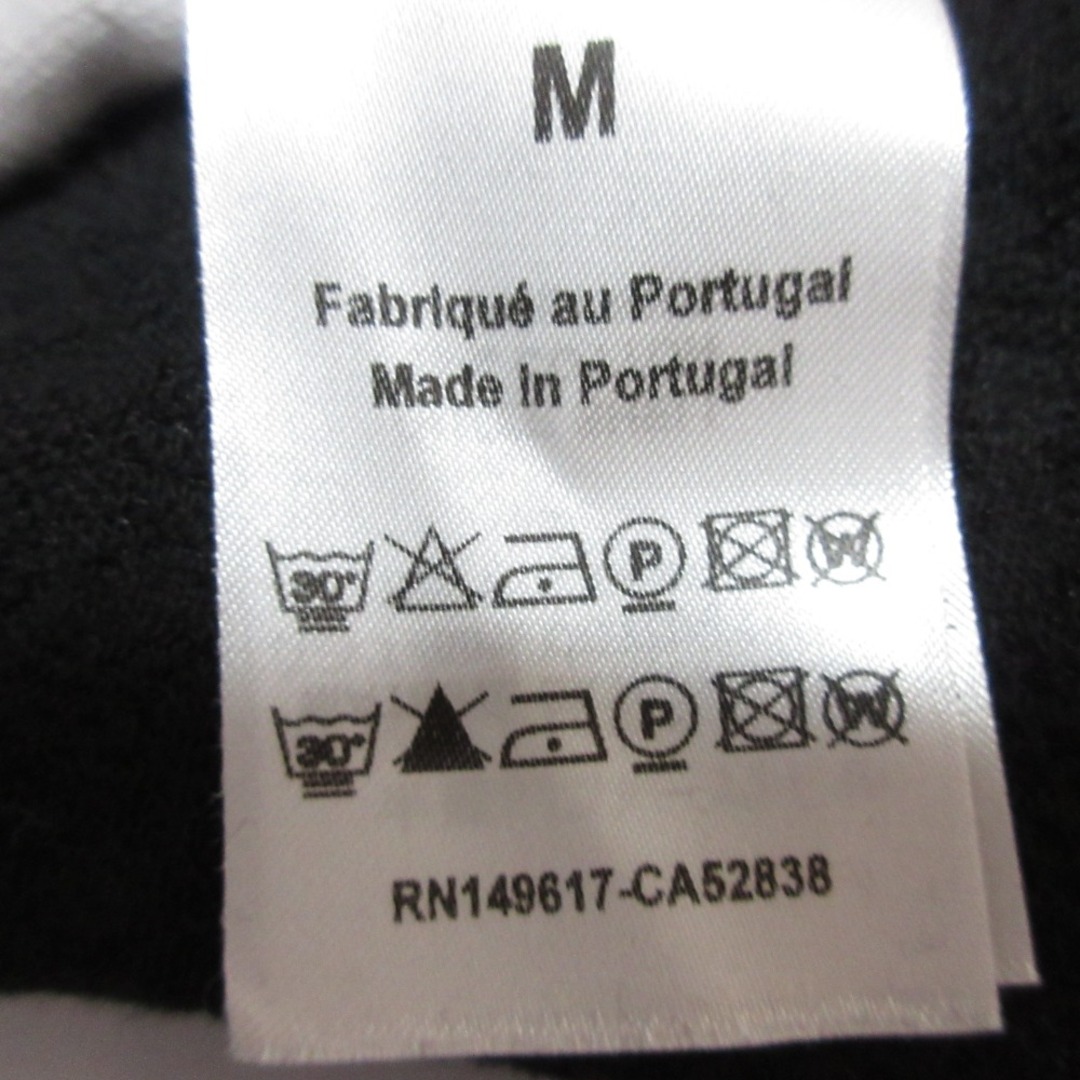 M
Fabriqué au Portugal
Made in Portugal
30° P W
30° P W
RN149617-CA52838